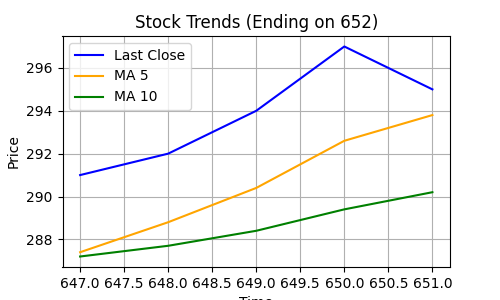 Stock Trends (Ending on 652)
Last Close
MA 5
MA 10
Price
296
294
292
290
288
647.0 647.5 648.0 648.5 649.0 649.5 650.0 650.5 651.0
Time